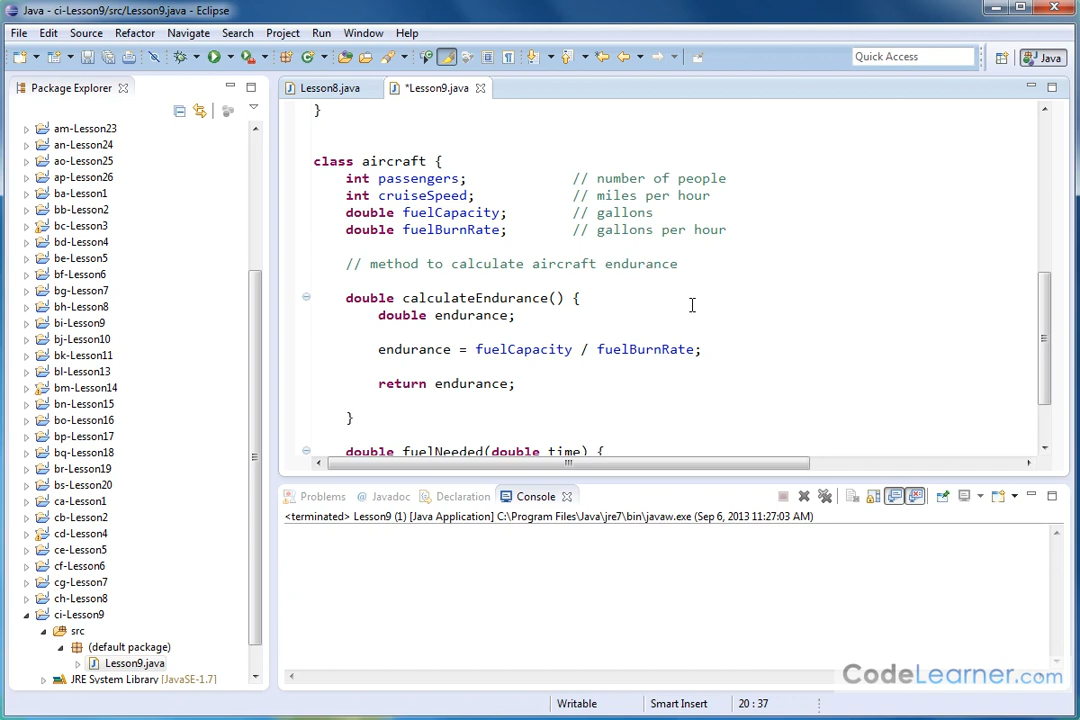 Java - ci-Lesson9/src/Lesson9.java - Eclipse
File Edit Source Refactor Navigate Search Project Run Window Help
Quick Access Java
Package Explorer
Lesson8.java *Lesson9.java
am-Lesson23
an-Lesson24
ao-Lesson25
ap-Lesson26
ba-Lesson1
bb-Lesson2
bc-Lesson3
bd-Lesson4
be-Lesson5
bf-Lesson6
bg-Lesson7
bh-Lesson8
bi-Lesson9
bj-Lesson10
bk-Lesson11
bl-Lesson13
bm-Lesson14
bn-Lesson15
bo-Lesson16
bp-Lesson17
bq-Lesson18
br-Lesson19
bs-Lesson20
ca-Lesson1
cb-Lesson2
cd-Lesson4
ce-Lesson5
cf-Lesson6
cg-Lesson7
ch-Lesson8
ci-Lesson9
src
(default package)
Lesson9.java
JRE System Library [JavaSE-1.7]
}
class aircraft {
int passengers; // number of people
int cruiseSpeed; // miles per hour
double fuelCapacity; // gallons
double fuelBurnRate; // gallons per hour
// method to calculate aircraft endurance
double calculateEndurance() {
double endurance;
endurance = fuelCapacity / fuelBurnRate;
return endurance;
}
double fuelNeeded(double time) {
Problems @ Javadoc Declaration Console
<terminated> Lesson9 (1) [Java Application] C:\Program Files\Java\jre7\bin\javaw.exe (Sep 6, 2013 11:27:03 AM)
CodeLearner.com
Writable Smart Insert 20 : 37